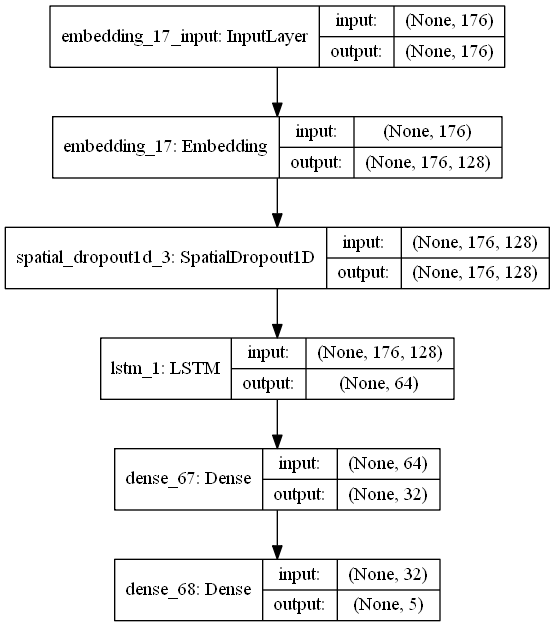 embedding_17_input: InputLayer
input: (None, 176)
output: (None, 176)
embedding_17: Embedding
input: (None, 176)
output: (None, 176, 128)
spatial_dropout1d_3: SpatialDropout1D
input: (None, 176, 128)
output: (None, 176, 128)
lstm_1: LSTM
input: (None, 176, 128)
output: (None, 64)
dense_67: Dense
input: (None, 64)
output: (None, 32)
dense_68: Dense
input: (None, 32)
output: (None, 5)